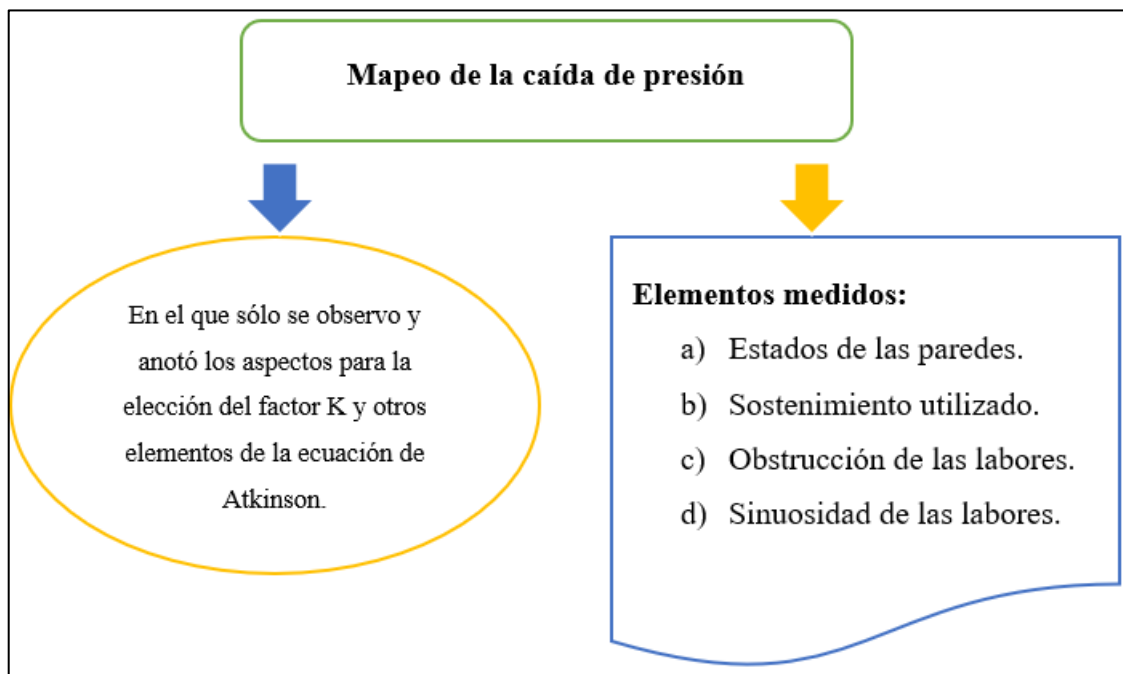 Mapeo de la caída de presión
En el que sólo se observo y
anotó los aspectos para la
elección del factor K y otros
elementos de la ecuación de
Atkinson.
Elementos medidos:
a) Estados de las paredes.
b) Sostenimiento utilizado.
c) Obstrucción de las labores.
d) Sinuosidad de las labores.